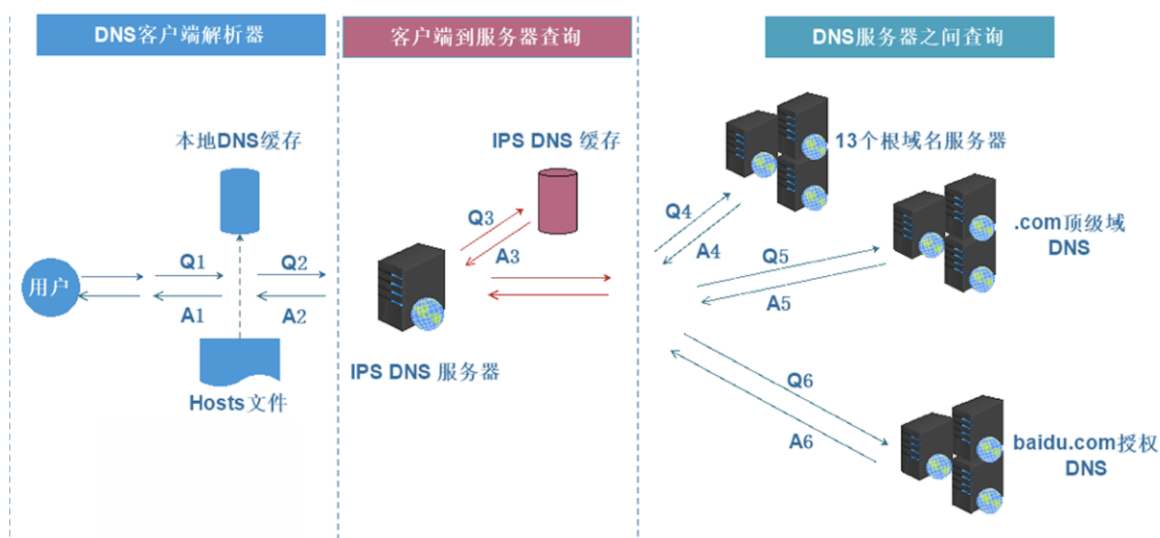 DNS客户端解析器
客户端到服务器查询
DNS服务器之间查询
本地DNS缓存
IPS DNS 缓存
13个根域名服务器
Q3
Q4
.com顶级域
DNS
A3
A4
Q1
Q2
Q5
用户
A1
A2
A5
IPS DNS 服务器
Q6
Hosts文件
A6
baidu.com授权
DNS